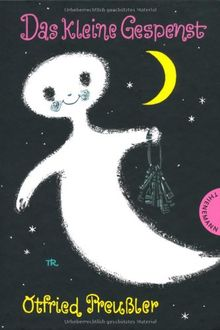 Urheberrechtlich geschütztes Material
Das kleine Gespenst
THIENEMANN
TR
Otfried Preußler
Urheberrechtlich geschütztes Material